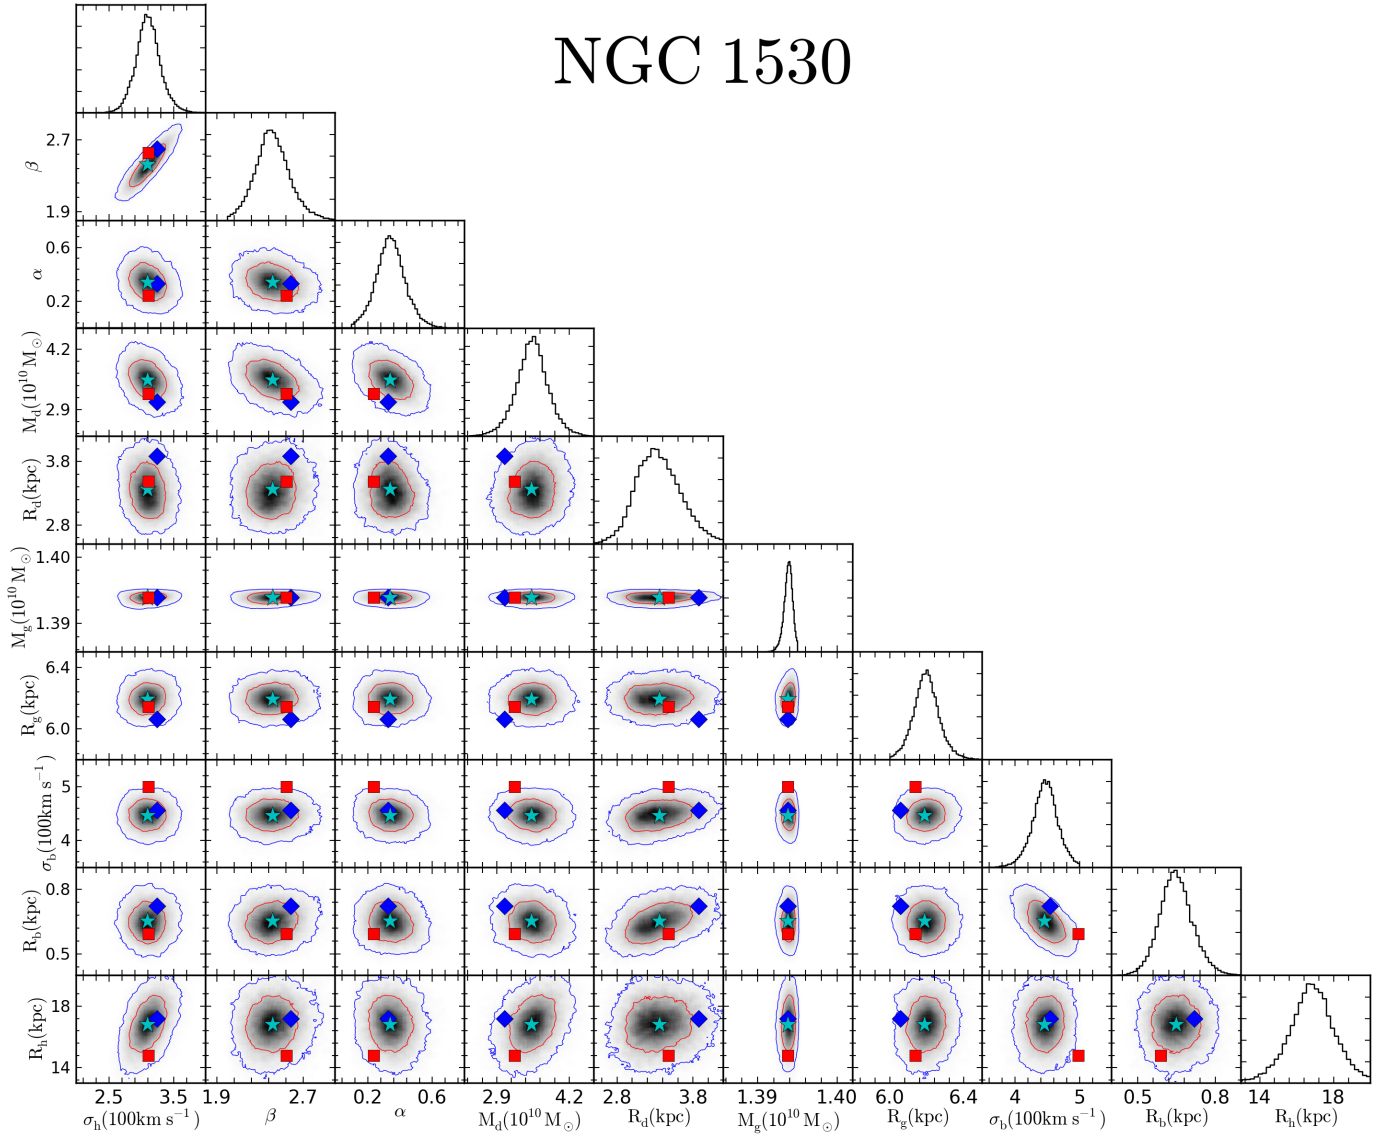 NGC 1530
2.7
1.9
β
0.6
0.2
α
4.2
2.9
M_d(10^10 M_⊙)
3.8
2.8
R_d(kpc)
1.40
1.39
M_g(10^10 M_⊙)
6.4
6.0
R_g(kpc)
5
4
σ_b(100km s^−1)
0.8
0.5
R_b(kpc)
18
14
R_h(kpc)
2.5 3.5 1.9 2.7 0.2 0.6 2.9 4.2 2.8 3.8 1.39 1.40 6.0 6.4 4 5 0.5 0.8 14 18
σ_h(100km s^−1) β α M_d(10^10 M_⊙) R_d(kpc) M_g(10^10 M_⊙) R_g(kpc) σ_b(100km s^−1) R_b(kpc) R_h(kpc)